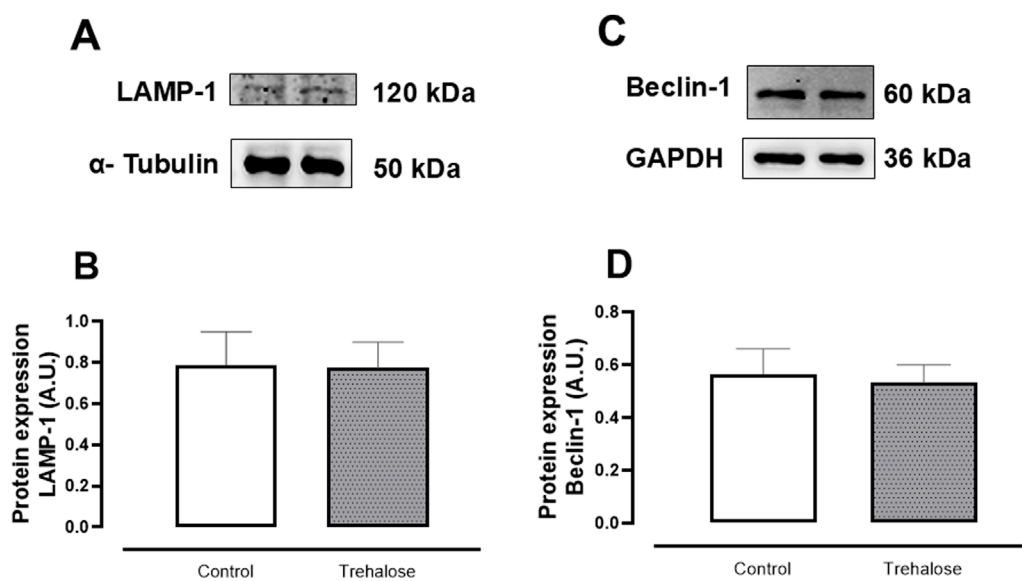 A
LAMP-1 120 kDa
α- Tubulin 50 kDa
B
Protein expression
LAMP-1 (A.U.)
1.0
0.8
0.6
0.4
0.2
0.0
Control Trehalose
C
Beclin-1 60 kDa
GAPDH 36 kDa
D
Protein expression
Beclin-1 (A.U.)
0.8
0.6
0.4
0.2
0.0
Control Trehalose